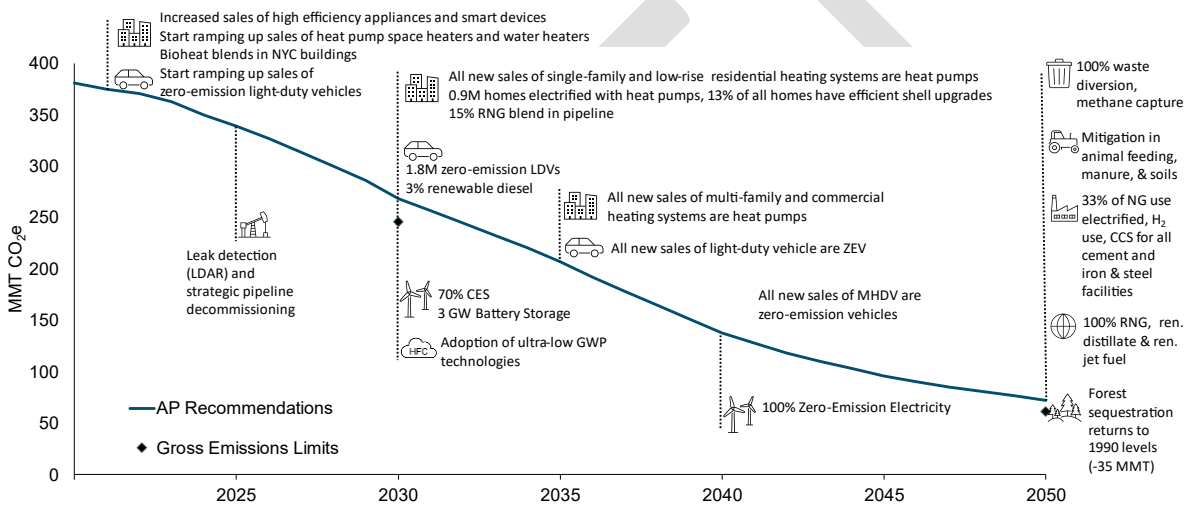 Increased sales of high efficiency appliances and smart devices
Start ramping up sales of heat pump space heaters and water heaters
Bioheat blends in NYC buildings
Start ramping up sales of
zero-emission light-duty vehicles
All new sales of single-family and low-rise residential heating systems are heat pumps
0.9M homes electrified with heat pumps, 13% of all homes have efficient shell upgrades
15% RNG blend in pipeline
1.8M zero-emission LDVs
3% renewable diesel
All new sales of multi-family and commercial
heating systems are heat pumps
All new sales of light-duty vehicle are ZEV
Leak detection
(LDAR) and
strategic pipeline
decommissioning
70% CES
3 GW Battery Storage
HFC
Adoption of ultra-low GWP
technologies
All new sales of MHDV are
zero-emission vehicles
100% Zero-Emission Electricity
100% waste
diversion,
methane capture
Mitigation in
animal feeding,
manure, & soils
33% of NG use
electrified, H2
use, CCS for all
cement and
iron & steel
facilities
100% RNG, ren.
distillate & ren.
jet fuel
Forest
sequestration
returns to
1990 levels
(-35 MMT)
MMT CO2e
400
350
300
250
200
150
100
50
0
AP Recommendations
Gross Emissions Limits
2025
2030
2035
2040
2045
2050